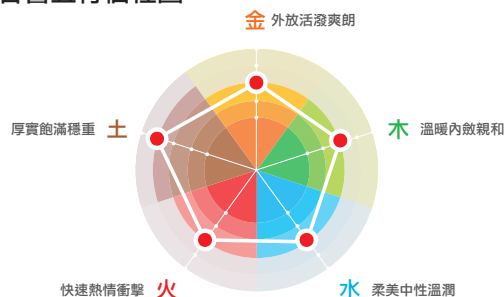 金 外放活潑爽朗
厚實飽滿穩重 土
木 溫暖內斂親和
快速熱情衝擊 火
水 柔美中性溫潤